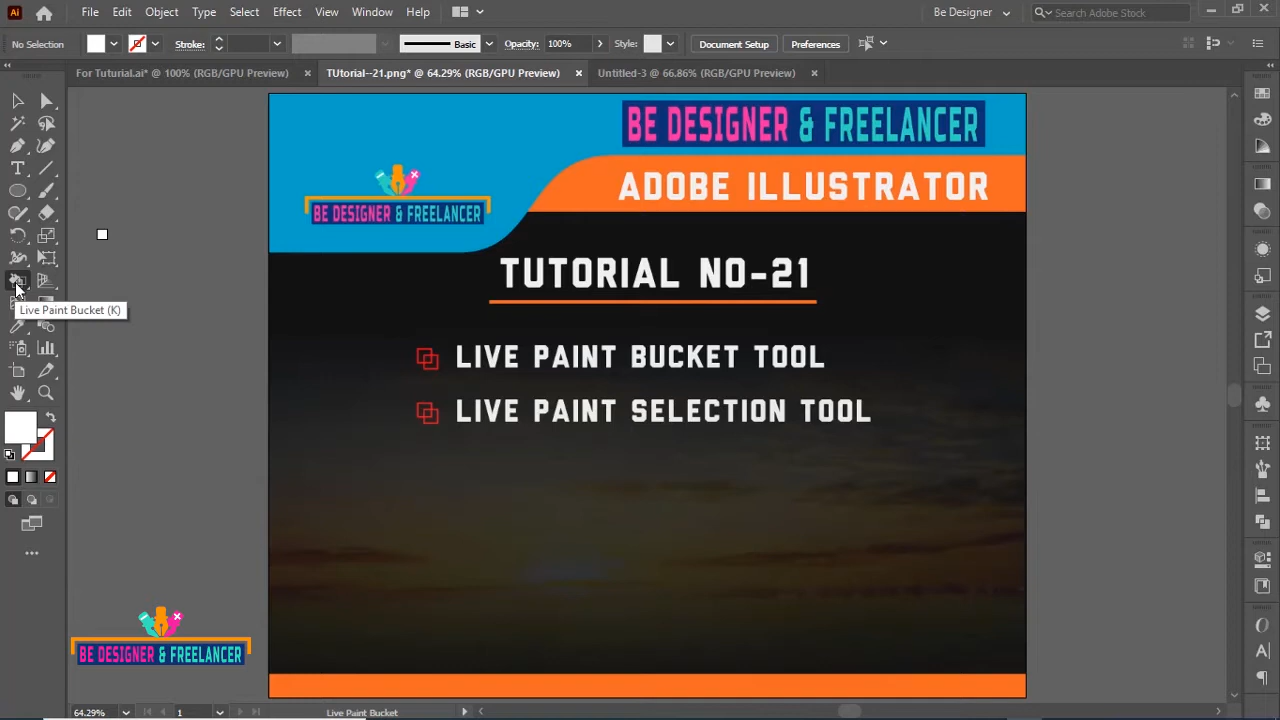 Ai File Edit Object Type Select Effect View Window Help Be Designer Search Adobe Stock
No Selection Stroke: Basic Opacity: 100% Style: Document Setup Preferences
For Tuturial.ai* @ 100% (RGB/GPU Preview) × TUtorial--21.png* @ 64.29% (RGB/GPU Preview) × Untitled-3 @ 66.86% (RGB/GPU Preview) ×
BE DESIGNER & FREELANCER
ADOBE ILLUSTRATOR
BE DESIGNER & FREELANCER
TUTORIAL NO-21
Live Paint Bucket (K)
LIVE PAINT BUCKET TOOL
LIVE PAINT SELECTION TOOL
BE DESIGNER & FREELANCER
64.29% 1 Live Paint Bucket